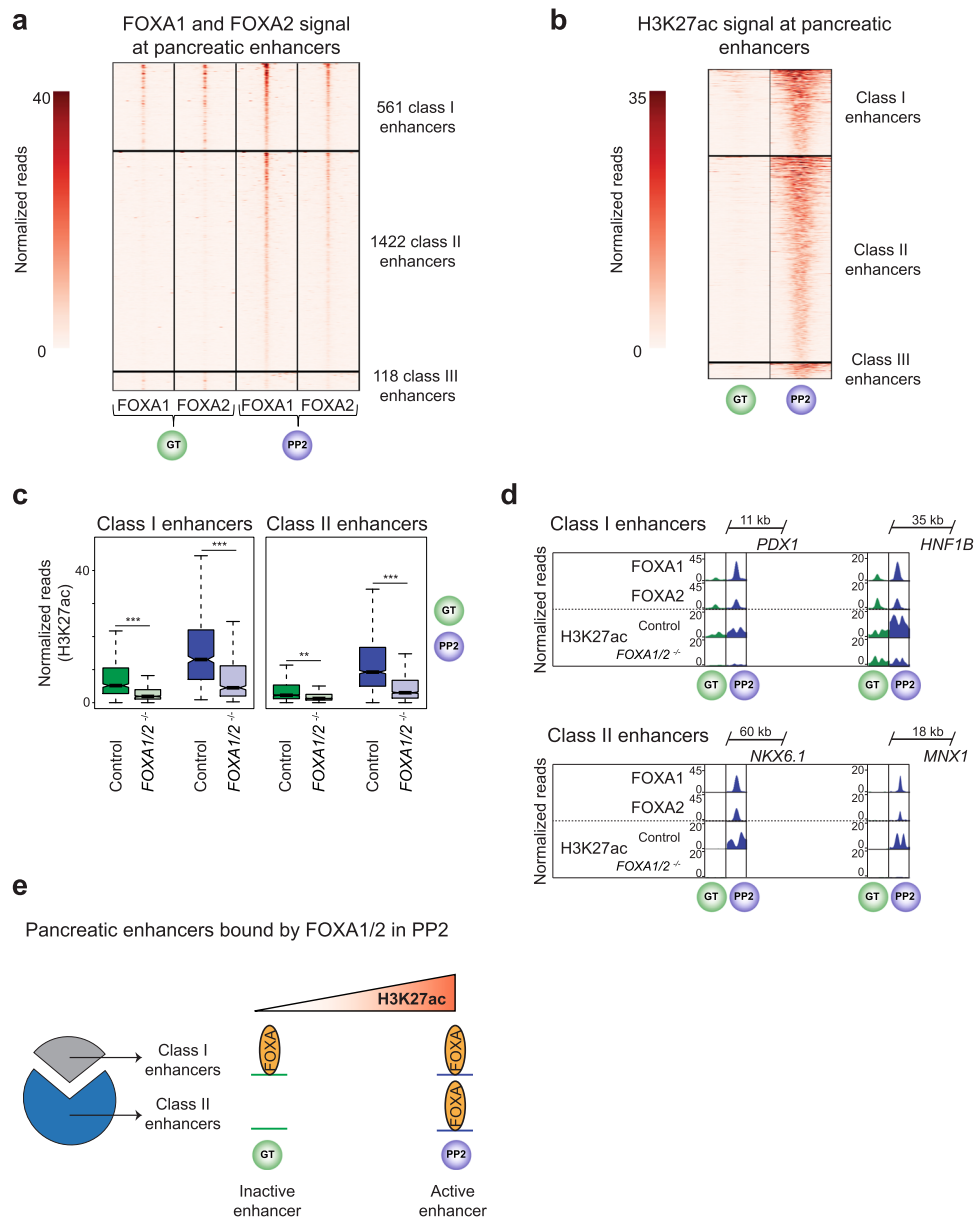 a
FOXA1 and FOXA2 signal
at pancreatic enhancers
40
Normalized reads
0
561 class I
enhancers
1422 class II
enhancers
118 class III
enhancers
FOXA1 FOXA2 FOXA1 FOXA2
GT PP2
b
H3K27ac signal at pancreatic
enhancers
35
Normalized reads
0
Class I
enhancers
Class II
enhancers
Class III
enhancers
GT PP2
c
Class I enhancers Class II enhancers
Normalized reads
(H3K27ac)
40
0
*** *** ** ***
GT
PP2
Control FOXA1/2 -/- Control FOXA1/2 -/- Control FOXA1/2 -/- Control FOXA1/2 -/-
d
Class I enhancers
11 kb 35 kb
PDX1 HNF1B
Normalized reads
FOXA1 45 0 20 0
FOXA2 45 0 20 0
H3K27ac Control 20 0 20 0
FOXA1/2 -/- 20 0 20 0
GT PP2 GT PP2
Class II enhancers
60 kb 18 kb
NKX6.1 MNX1
Normalized reads
FOXA1 45 0 20 0
FOXA2 45 0 20 0
H3K27ac Control 20 0 20 0
FOXA1/2 -/- 20 0 20 0
GT PP2 GT PP2
e
Pancreatic enhancers bound by FOXA1/2 in PP2
H3K27ac
Class I
enhancers
FOXA FOXA
Class II
enhancers
FOXA
GT PP2
Inactive
enhancer
Active
enhancer